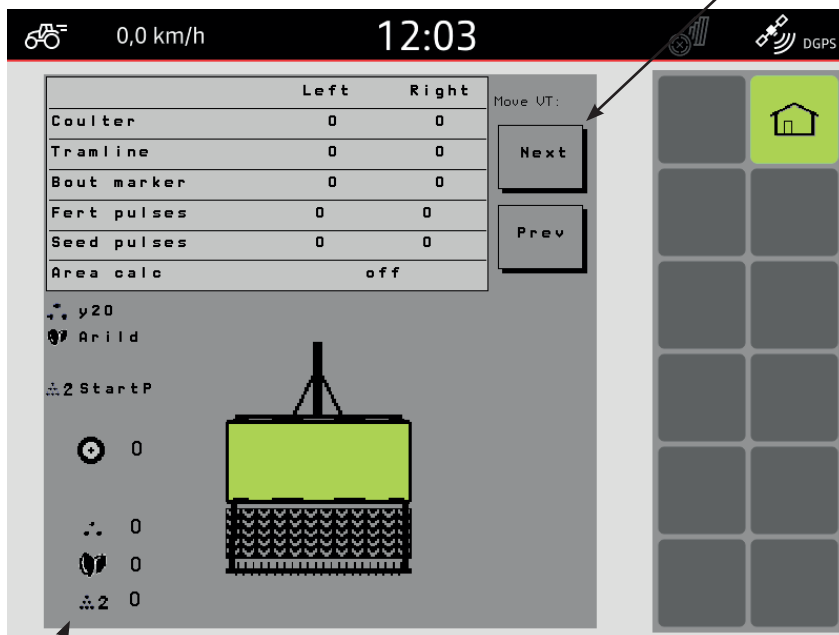 0,0 km/h 12:03 DGPS
Left Right
Coulter 0 0
Tramline 0 0
Bout marker 0 0
Fert pulses 0 0
Seed pulses 0 0
Area calc off
Move VT:
Next
Prev
y20
Arild
2 StartP
0
0
0
2 0